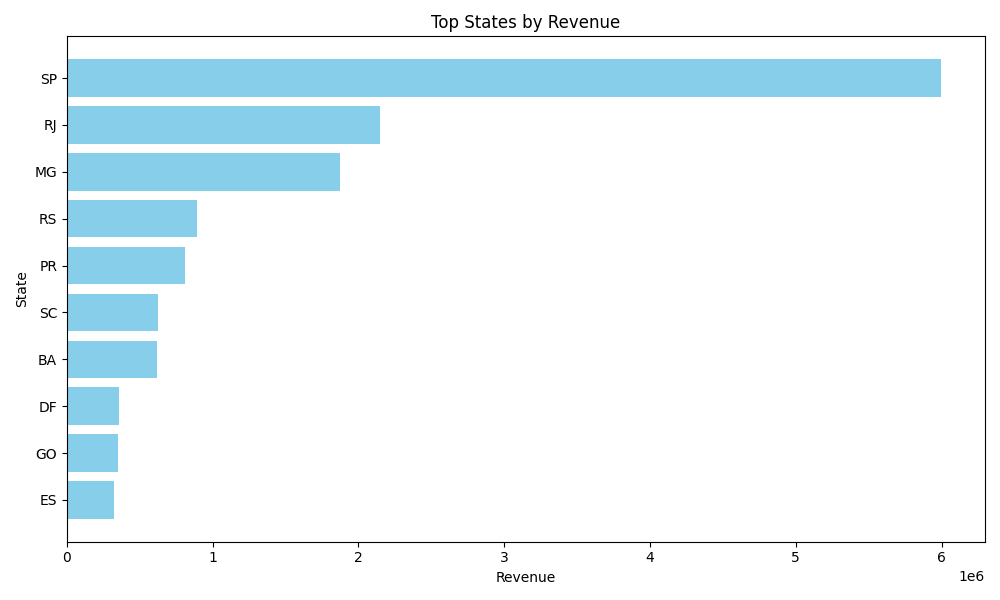 Top States by Revenue
SP
RJ
MG
RS
PR
SC
BA
DF
GO
ES
State
0 1 2 3 4 5 6
1e6
Revenue